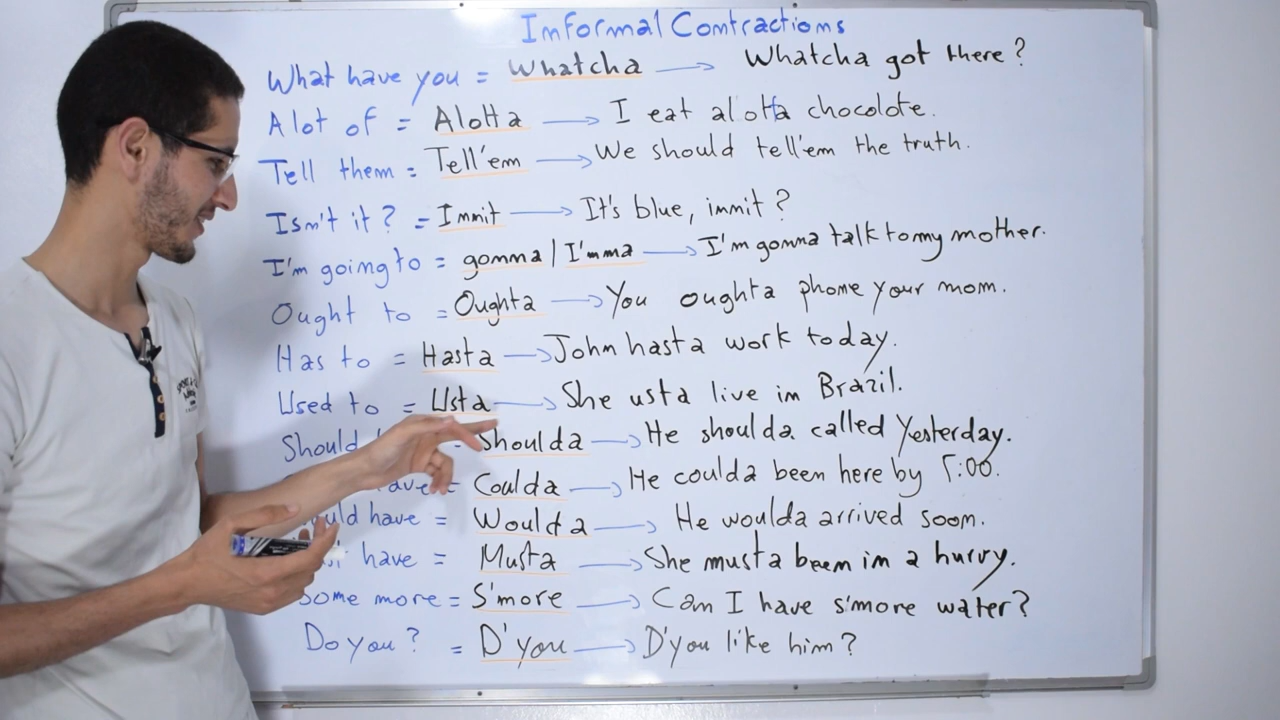 Informal Contractions
What have you = Whatcha → Whatcha got there?
A lot of = Alotta → I eat alotta chocolate.
Tell them = Tell'em → We should tell'em the truth.
Isn't it? = Innit → It's blue, innit?
I'm going to = gonna | I'mma → I'm gonna talk to my mother.
Ought to = Oughta → You oughta phone your mom.
Has to = Hasta → John hasta work today.
Used to = Usta → She usta live in Brazil.
Should = Shoulda → He shoulda called Yesterday.
have = Coulda → He coulda been here by 5:00.
have = Woulda → He woulda arrived soon.
have = Musta → She musta been in a hurry.
Some more = S'more → Can I have s'more water?
Do you? = D'you → D'you like him?